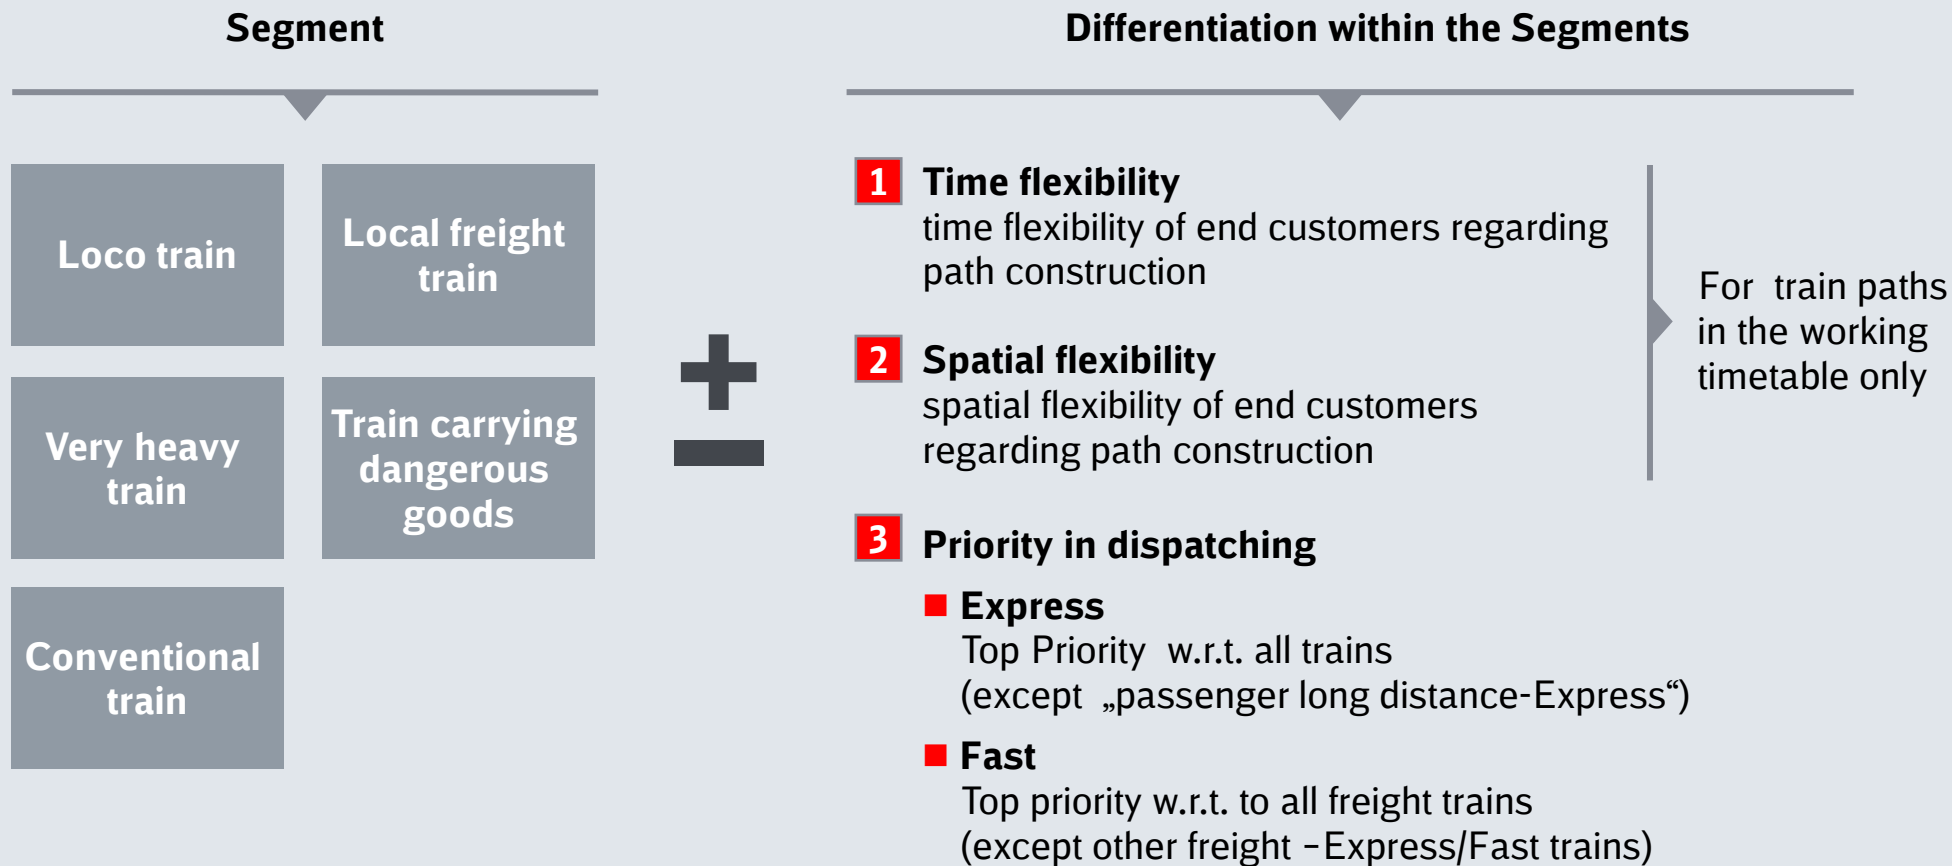 Segment
Differentiation within the Segments
Loco train
Local freight
train
Very heavy
train
Train carrying
dangerous
goods
Conventional
train
+
−
1 Time flexibility
time flexibility of end customers regarding
path construction
2 Spatial flexibility
spatial flexibility of end customers
regarding path construction
For train paths
in the working
timetable only
3 Priority in dispatching
Express
Top Priority w.r.t. all trains
(except „passenger long distance-Express“)
Fast
Top priority w.r.t. to all freight trains
(except other freight –Express/Fast trains)